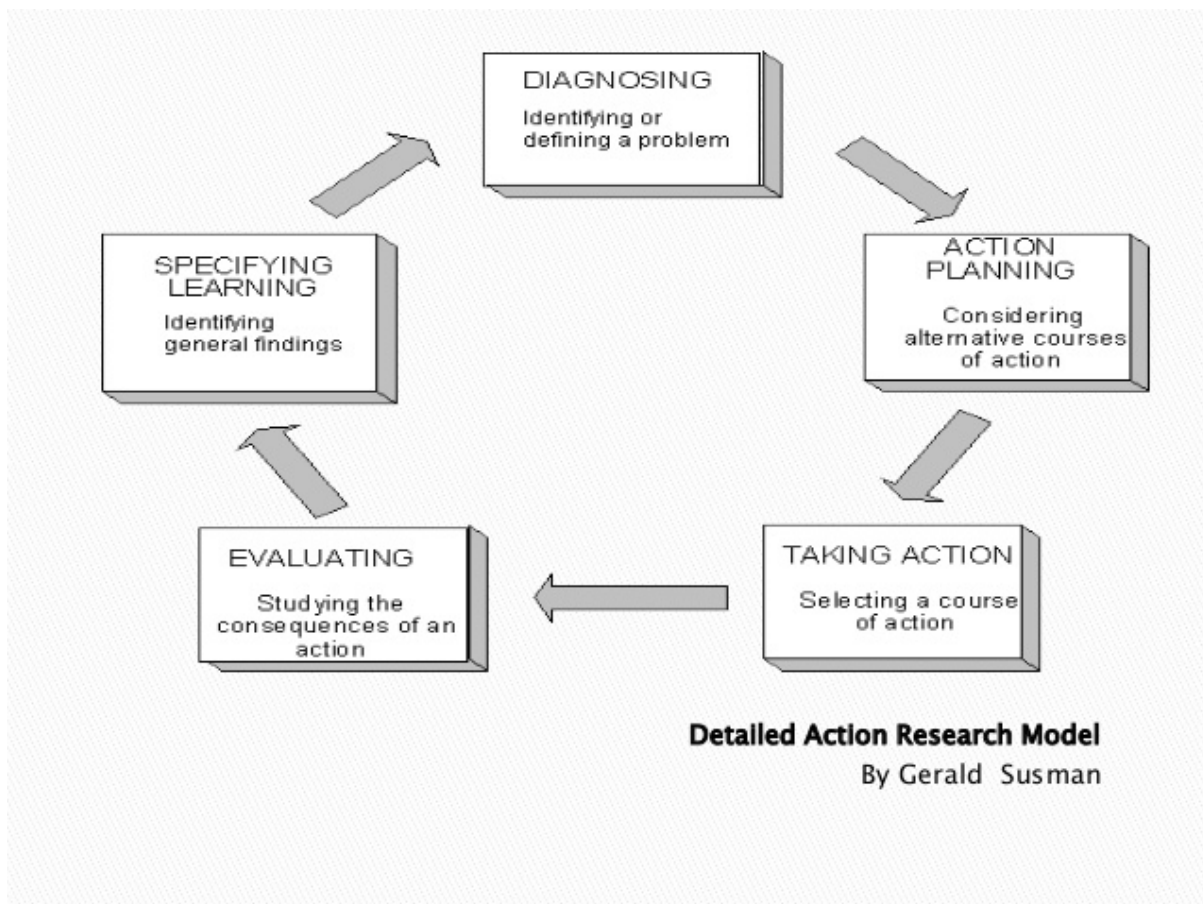 DIAGNOSING
Identifying or
defining a problem
ACTION
PLANNING
Considering
alternative courses
of action
TAKING ACTION
Selecting a course
of action
EVALUATING
Studying the
consequences of an
action
SPECIFYING
LEARNING
Identifying
general findings
Detailed Action Research Model
By Gerald Susman